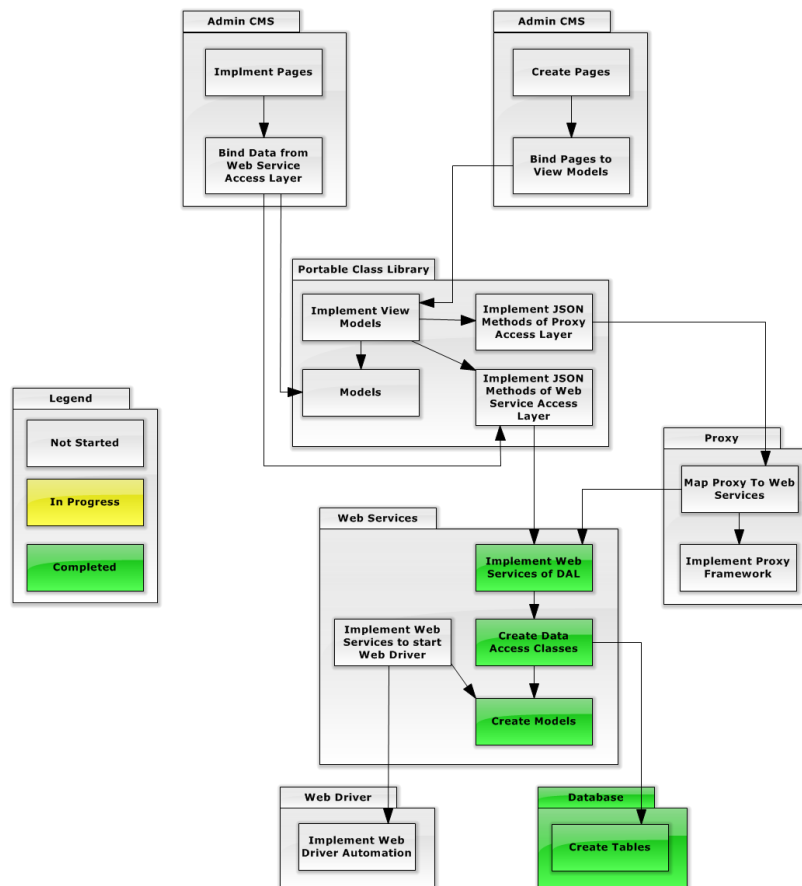 Admin CMS
Implment Pages
Bind Data from
Web Service
Access Layer
Admin CMS
Create Pages
Bind Pages to
View Models
Portable Class Library
Implement View
Models
Implement JSON
Methods of Proxy
Access Layer
Models
Implement JSON
Methods of Web
Service Access
Layer
Legend
Not Started
In Progress
Completed
Proxy
Map Proxy To Web
Services
Implement Proxy
Framework
Web Services
Implement Web
Services of DAL
Implement Web
Services to start
Web Driver
Create Data
Access Classes
Create Models
Web Driver
Implement Web
Driver Automation
Database
Create Tables